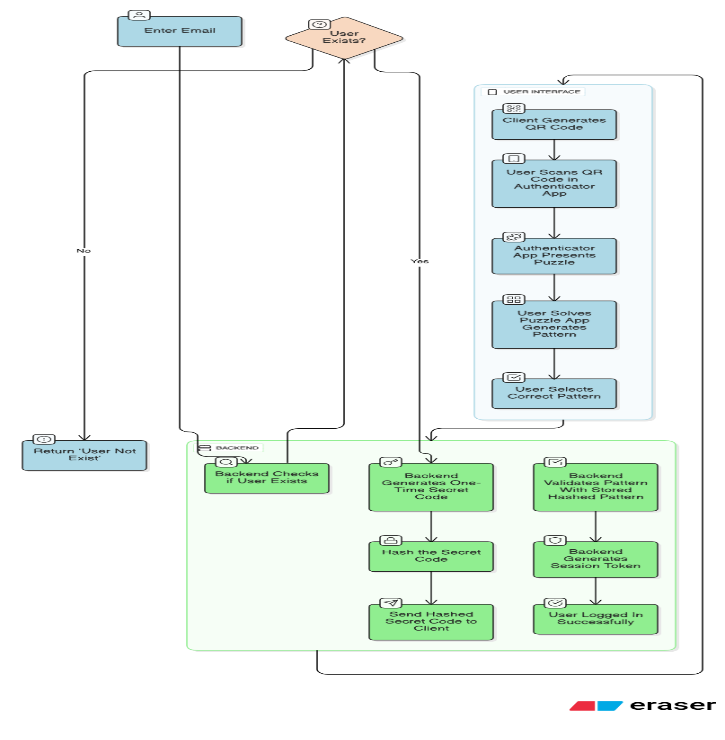 Enter Email
User
Exists?
USER INTERFACE
Client Generates
QR Code
User Scans QR
Code in
Authenticator
App
Authenticator
App Presents
Puzzle
No
Yes
User Solves
Puzzle App
Generates
Pattern
User Selects
Correct Pattern
Return 'User Not
Exist'
BACKEND
Backend Checks
if User Exists
Backend
Generates One-
Time Secret
Code
Backend
Validates Pattern
With Stored
Hashed Pattern
Hash the Secret
Code
Backend
Generates
Session Token
Send Hashed
Secret Code to
Client
User Logged In
Successfully
eraser